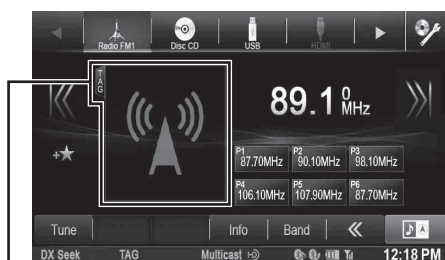 Radio FM1 Disc CD USB HDMI
TAG
89.1 0 MHz
P1 87.70MHz P2 90.10MHz P3 98.10MHz
P4 106.10MHz P5 107.90MHz P6 87.70MHz
Tune Info Band
DX Seek TAG Multicast HD 12:18 PM